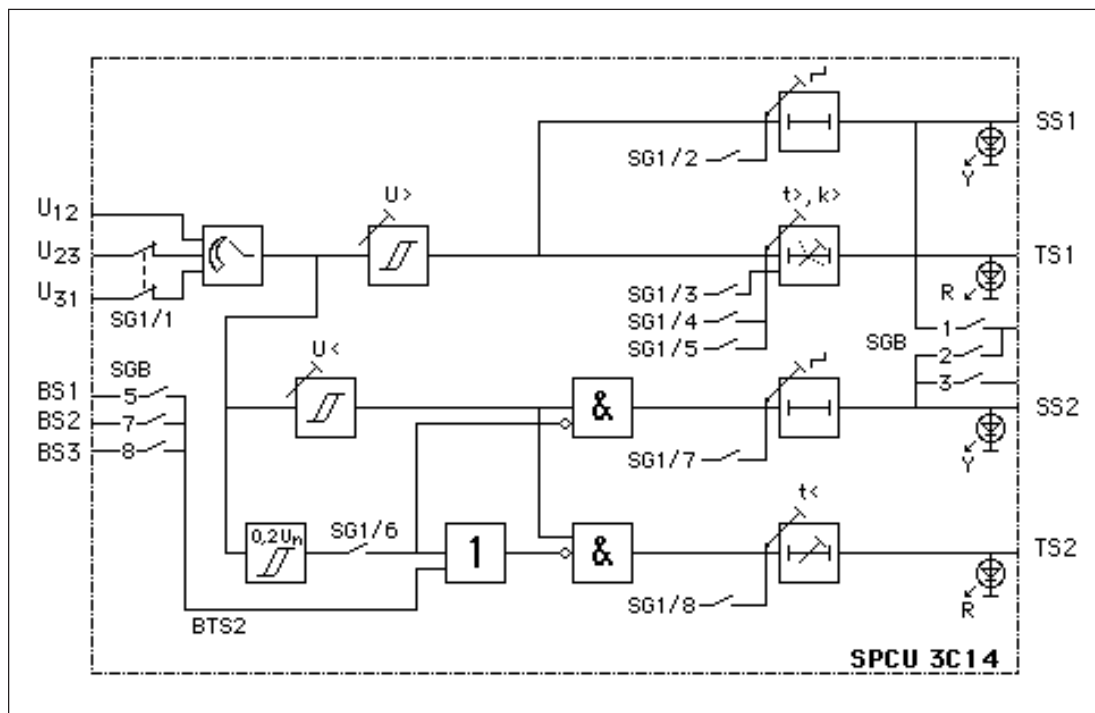 SS1
SG1/2
Y
U>
t>, k>
U12
U23
U31
SG1/1
TS1
R
SG1/3
SG1/4
SG1/5
1
SGB
2
3
U<
SGB
BS1
5
BS2
7
BS3
8
&
SS2
SG1/7
Y
t<
0,2Un
SG1/6
1
&
TS2
SG1/8
R
BTS2
SPCU 3C14